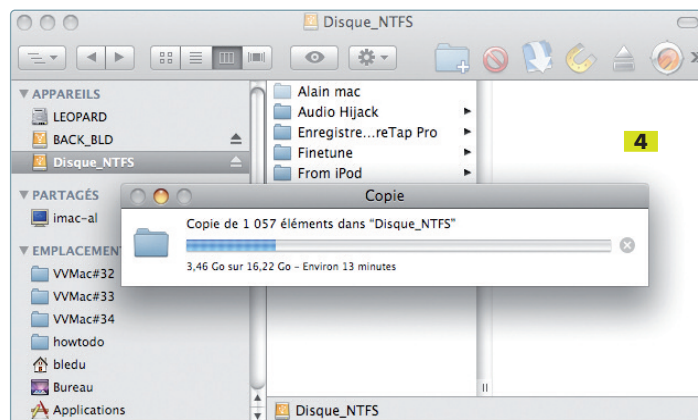 Disque_NTFS
APPAREILS
LEOPARD
BACK_BLD
Disque_NTFS
PARTAGÉS
imac-al
EMPLACEMEN
VVMac#32
VVMac#33
VVMac#34
howtodo
bledu
Bureau
Applications
Alain mac
Audio Hijack
Enregistre...reTap Pro
Finetune
From iPod
4
Copie
Copie de 1 057 éléments dans “Disque_NTFS”
3,46 Go sur 16,22 Go – Environ 13 minutes
Disque_NTFS